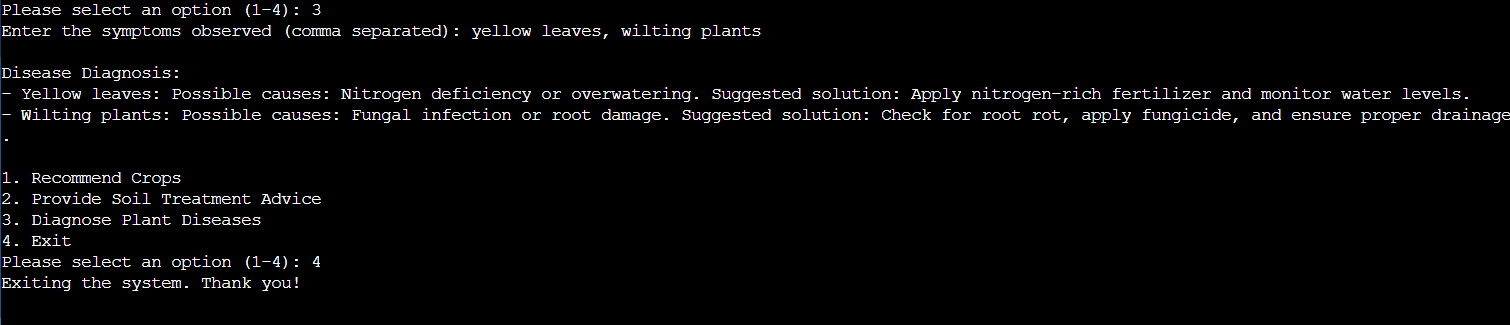 Please select an option (1-4): 3
Enter the symptoms observed (comma separated): yellow leaves, wilting plants
Disease Diagnosis:
- Yellow leaves: Possible causes: Nitrogen deficiency or overwatering. Suggested solution: Apply nitrogen-rich fertilizer and monitor water levels.
- Wilting plants: Possible causes: Fungal infection or root damage. Suggested solution: Check for root rot, apply fungicide, and ensure proper drainage
.
1. Recommend Crops
2. Provide Soil Treatment Advice
3. Diagnose Plant Diseases
4. Exit
Please select an option (1-4): 4
Exiting the system. Thank you!